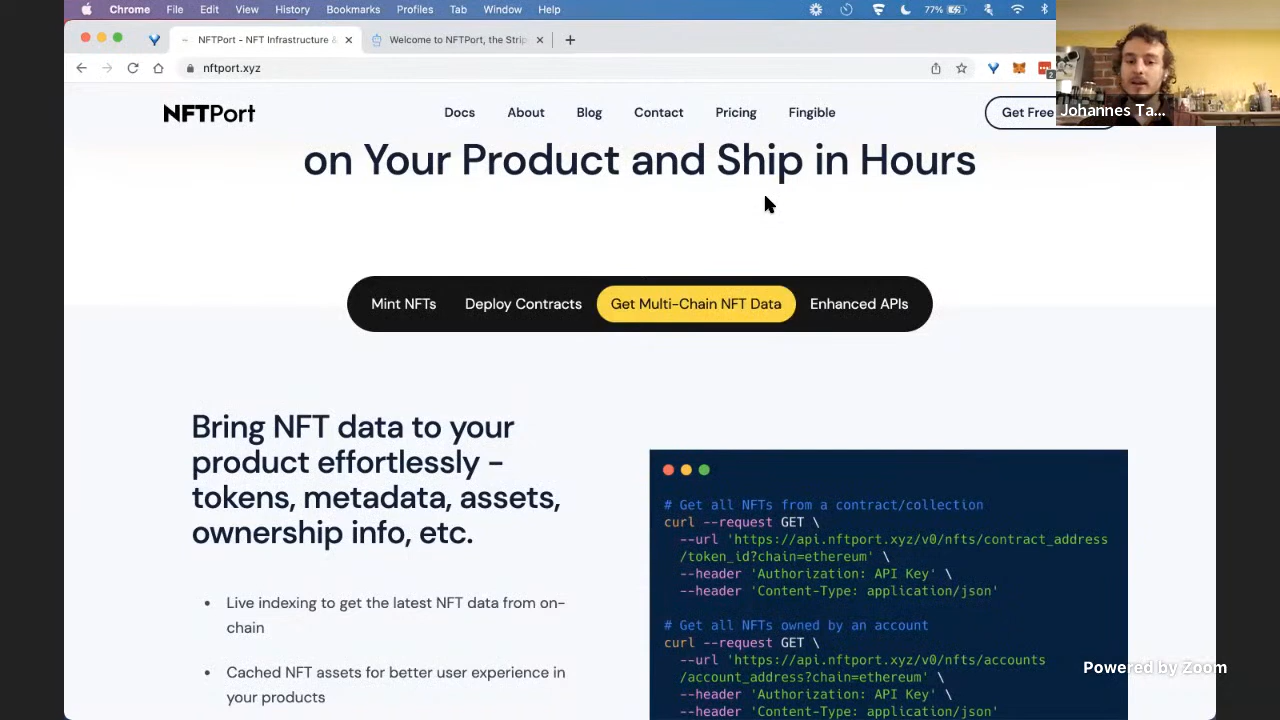 Chrome File Edit View History Bookmarks Profiles Tab Window Help 77%
NFTPort - NFT Infrastructure & Welcome to NFTPort, the Strip
nftport.xyz
2
NFTPort Docs About Blog Contact Pricing Fingible Get Free
Johannes Ta...
on Your Product and Ship in Hours
Mint NFTs Deploy Contracts Get Multi-Chain NFT Data Enhanced APIs
Bring NFT data to your
product effortlessly -
tokens, metadata, assets,
ownership info, etc.
• Live indexing to get the latest NFT data from on-
chain
• Cached NFT assets for better user experience in
your products
# Get all NFTs from a contract/collection
curl --request GET \
--url 'https://api.nftport.xyz/v0/nfts/contract_address
/token_id?chain=ethereum' \
--header 'Authorization: API Key' \
--header 'Content-Type: application/json'
# Get all NFTs owned by an account
curl --request GET \
--url 'https://api.nftport.xyz/v0/nfts/accounts
/account_address?chain=ethereum' \
--header 'Authorization: API Key' \
--header 'Content-Type: application/json'
Powered by Zoom